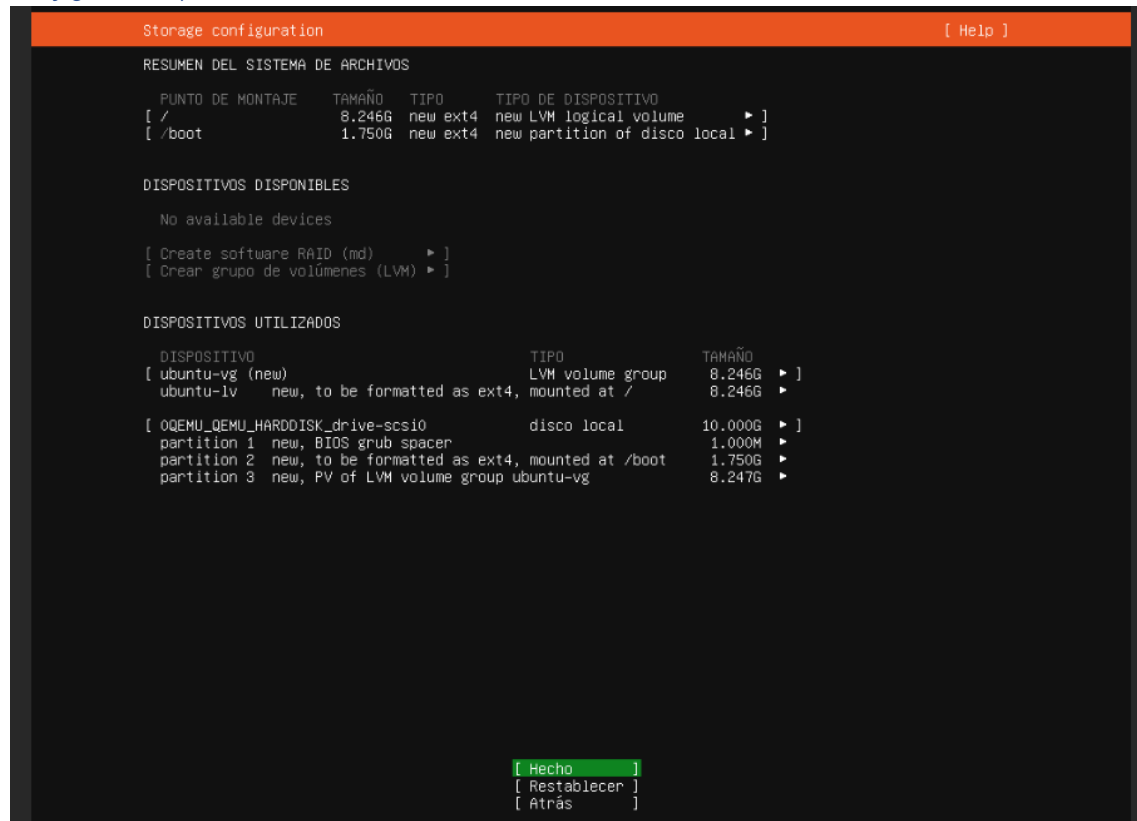 Storage configuration [ Help ]
RESUMEN DEL SISTEMA DE ARCHIVOS
PUNTO DE MONTAJE TAMAÑO TIPO TIPO DE DISPOSITIVO
[ / 8.246G new ext4 new LVM logical volume ▸ ]
[ /boot 1.750G new ext4 new partition of disco local ▸ ]
DISPOSITIVOS DISPONIBLES
No available devices
[ Create software RAID (md) ▸ ]
[ Crear grupo de volúmenes (LVM) ▸ ]
DISPOSITIVOS UTILIZADOS
DISPOSITIVO TIPO TAMAÑO
[ ubuntu-vg (new) LVM volume group 8.246G ▸ ]
ubuntu-lv new, to be formatted as ext4, mounted at / 8.246G ▸
[ 0QEMU_QEMU_HARDDISK_drive-scsi0 disco local 10.000G ▸ ]
partition 1 new, BIOS grub spacer 1.000M ▸
partition 2 new, to be formatted as ext4, mounted at /boot 1.750G ▸
partition 3 new, PV of LVM volume group ubuntu-vg 8.247G ▸
[ Hecho ]
[ Restablecer ]
[ Atrás ]